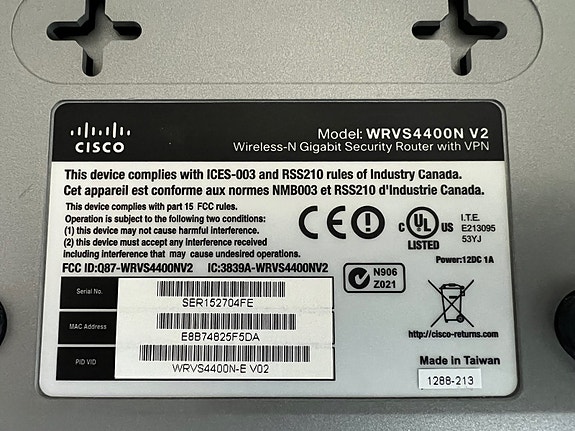 CISCO
Model: WRVS4400N V2
Wireless-N Gigabit Security Router with VPN
This device complies with ICES-003 and RSS210 rules of Industry Canada.
Cet appareil est conforme aux normes NMB003 et RSS210 d'Industrie Canada.
This device complies with part 15 FCC rules.
Operation is subject to the following two conditions:
(1) this device may not cause harmful interference.
(2) this device must accept any interference received
including interference that may cause undesired operations.
FCC ID:Q87-WRVS4400NV2 IC:3839A-WRVS4400NV2
CE
C UL US
LISTED
I.T.E.
E213095
53YJ
Power:12DC 1A
N906
Z021
Serial No.
SER152704FE
MAC Address
E8B74825F5DA
PID VID
WRVS4400N-E V02
http://cisco-returns.com
Made in Taiwan
1288-213